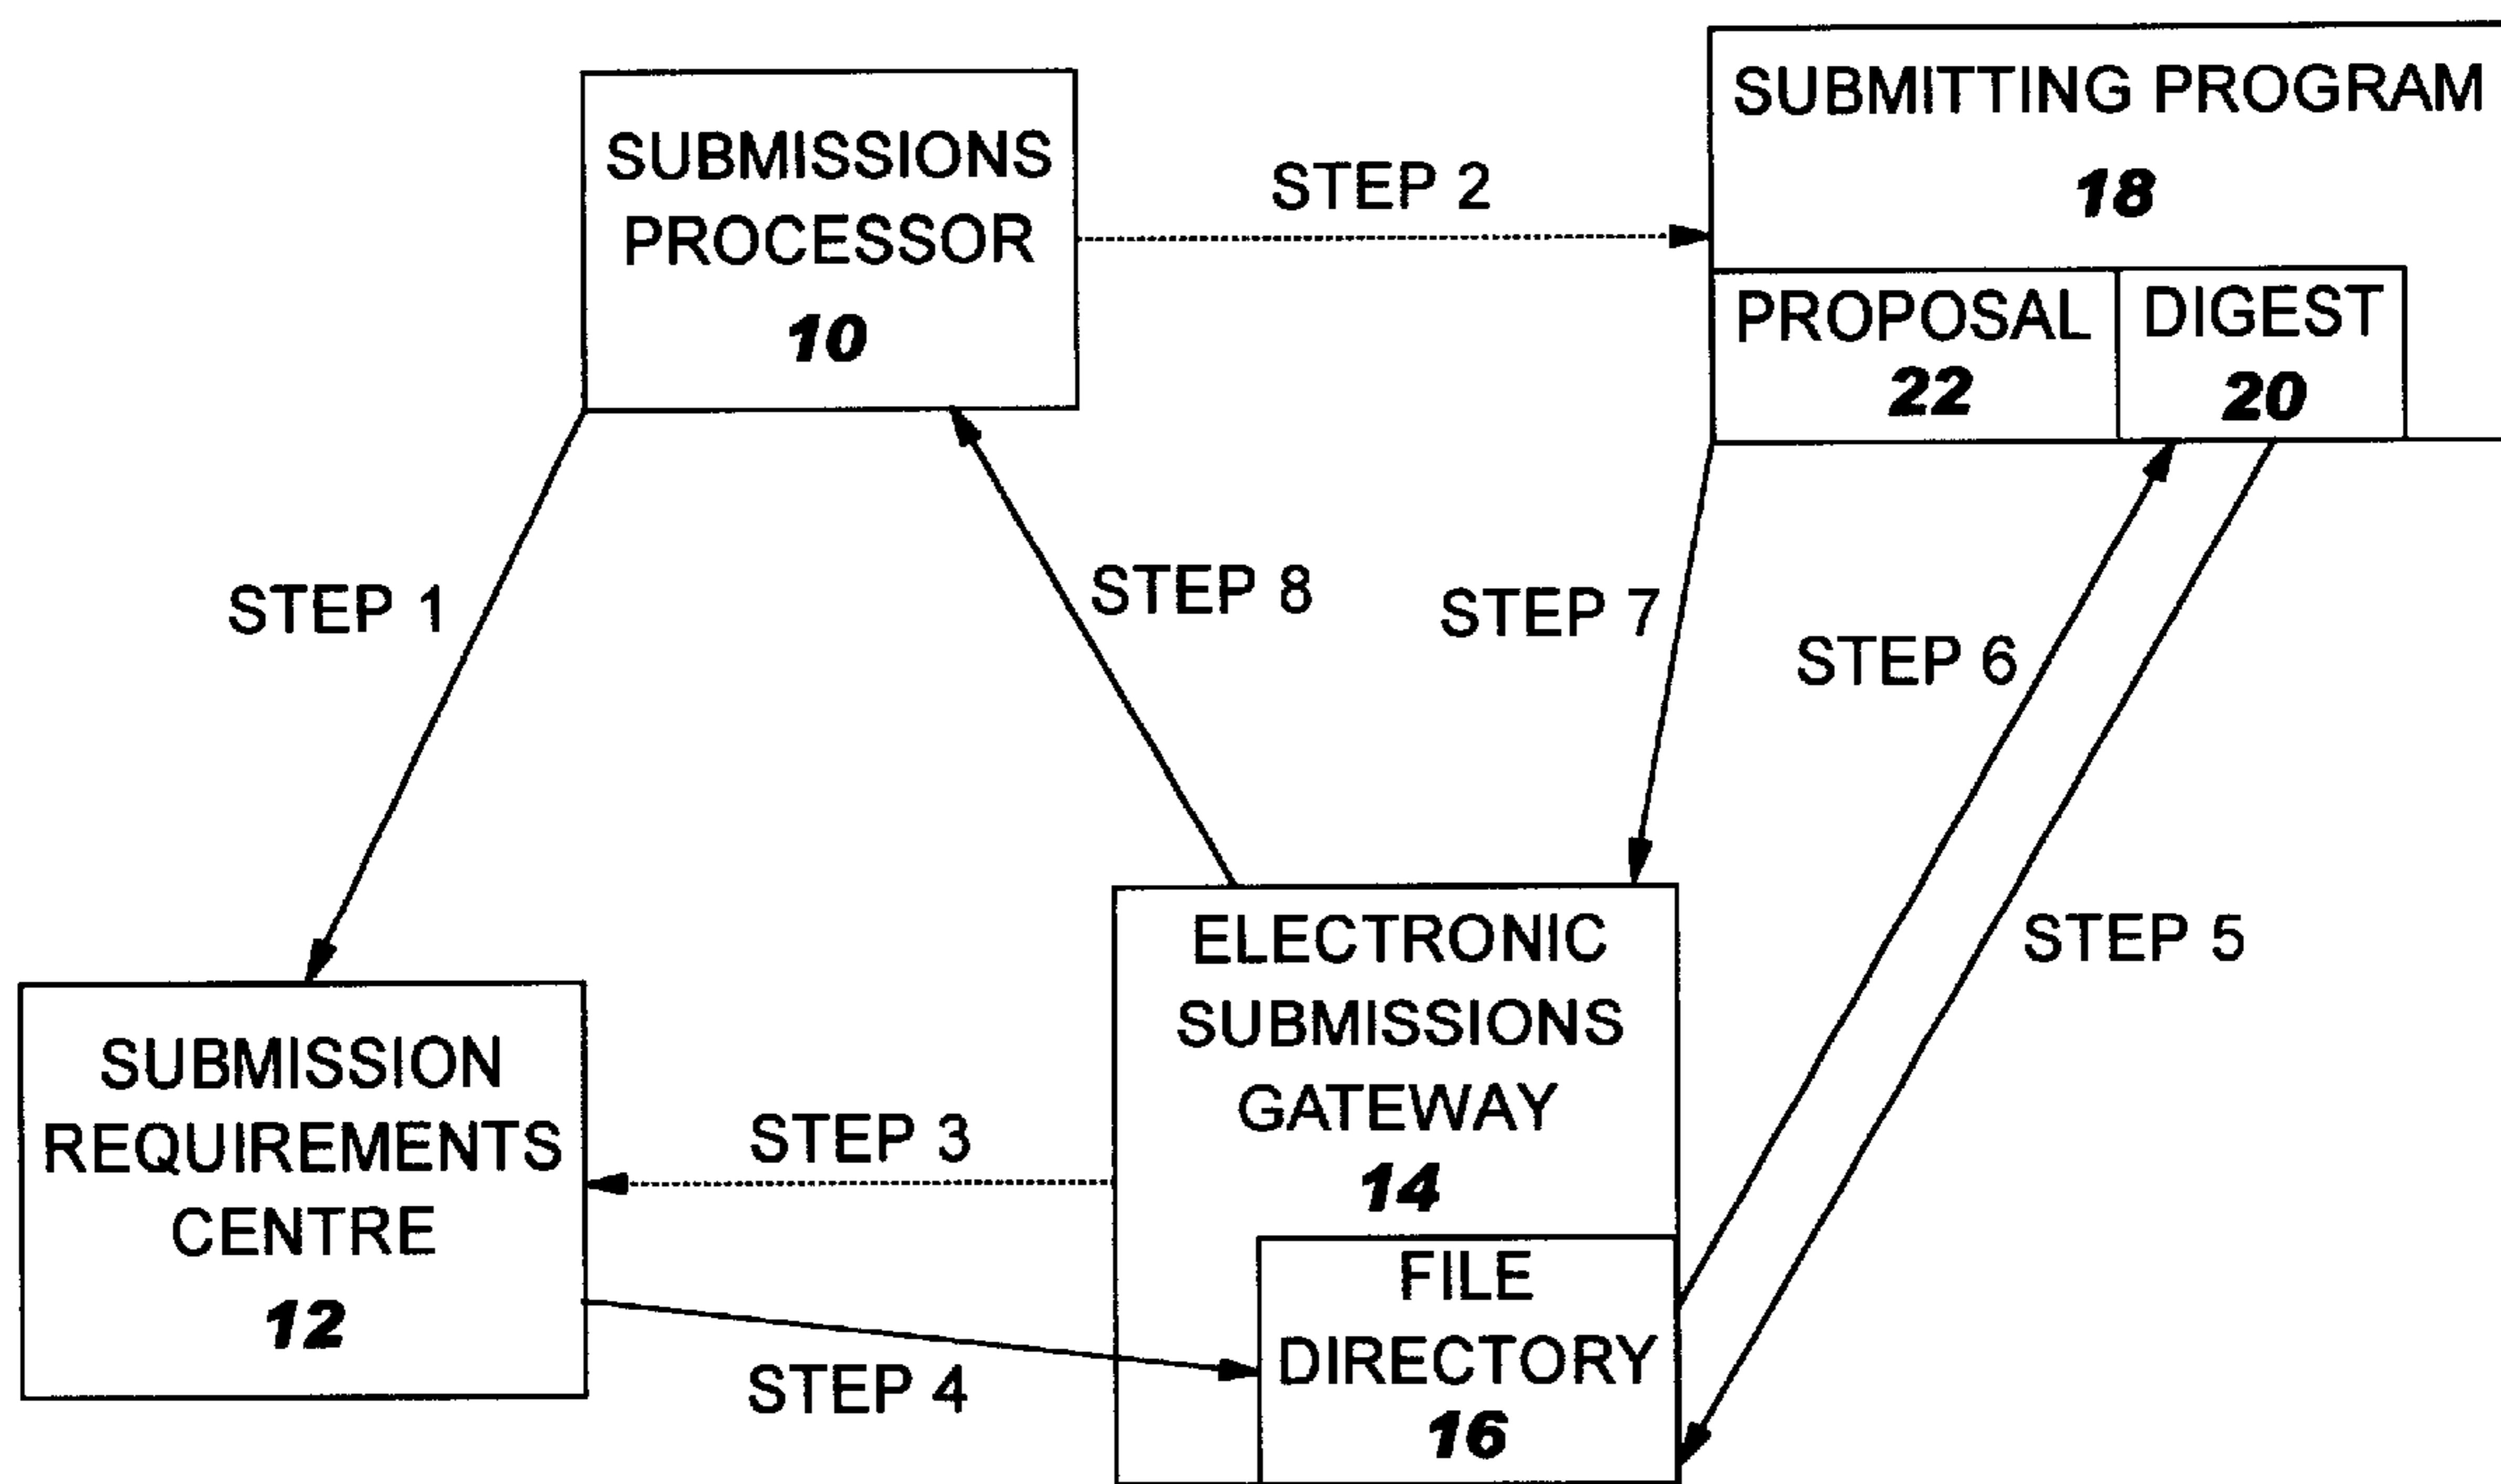 SUBMISSIONS
PROCESSOR
10
STEP 2
SUBMITTING PROGRAM
18
PROPOSAL
22
DIGEST
20
STEP 1
STEP 8
STEP 7
STEP 6
STEP 5
SUBMISSION
REQUIREMENTS
CENTRE
12
STEP 3
STEP 4
ELECTRONIC
SUBMISSIONS
GATEWAY
14
FILE
DIRECTORY
16